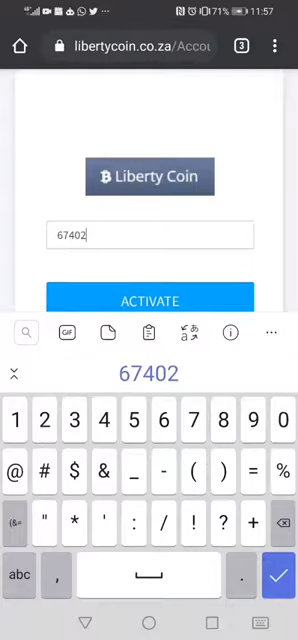 71% 11:57
libertycoin.co.za/Accou 3
Liberty Coin
67402
ACTIVATE
GIF
67402
1 2 3 4 5 6 7 8 9 0
@ # $ & _ - ( ) = %
{&= " * ' : / ! ? +
abc , .